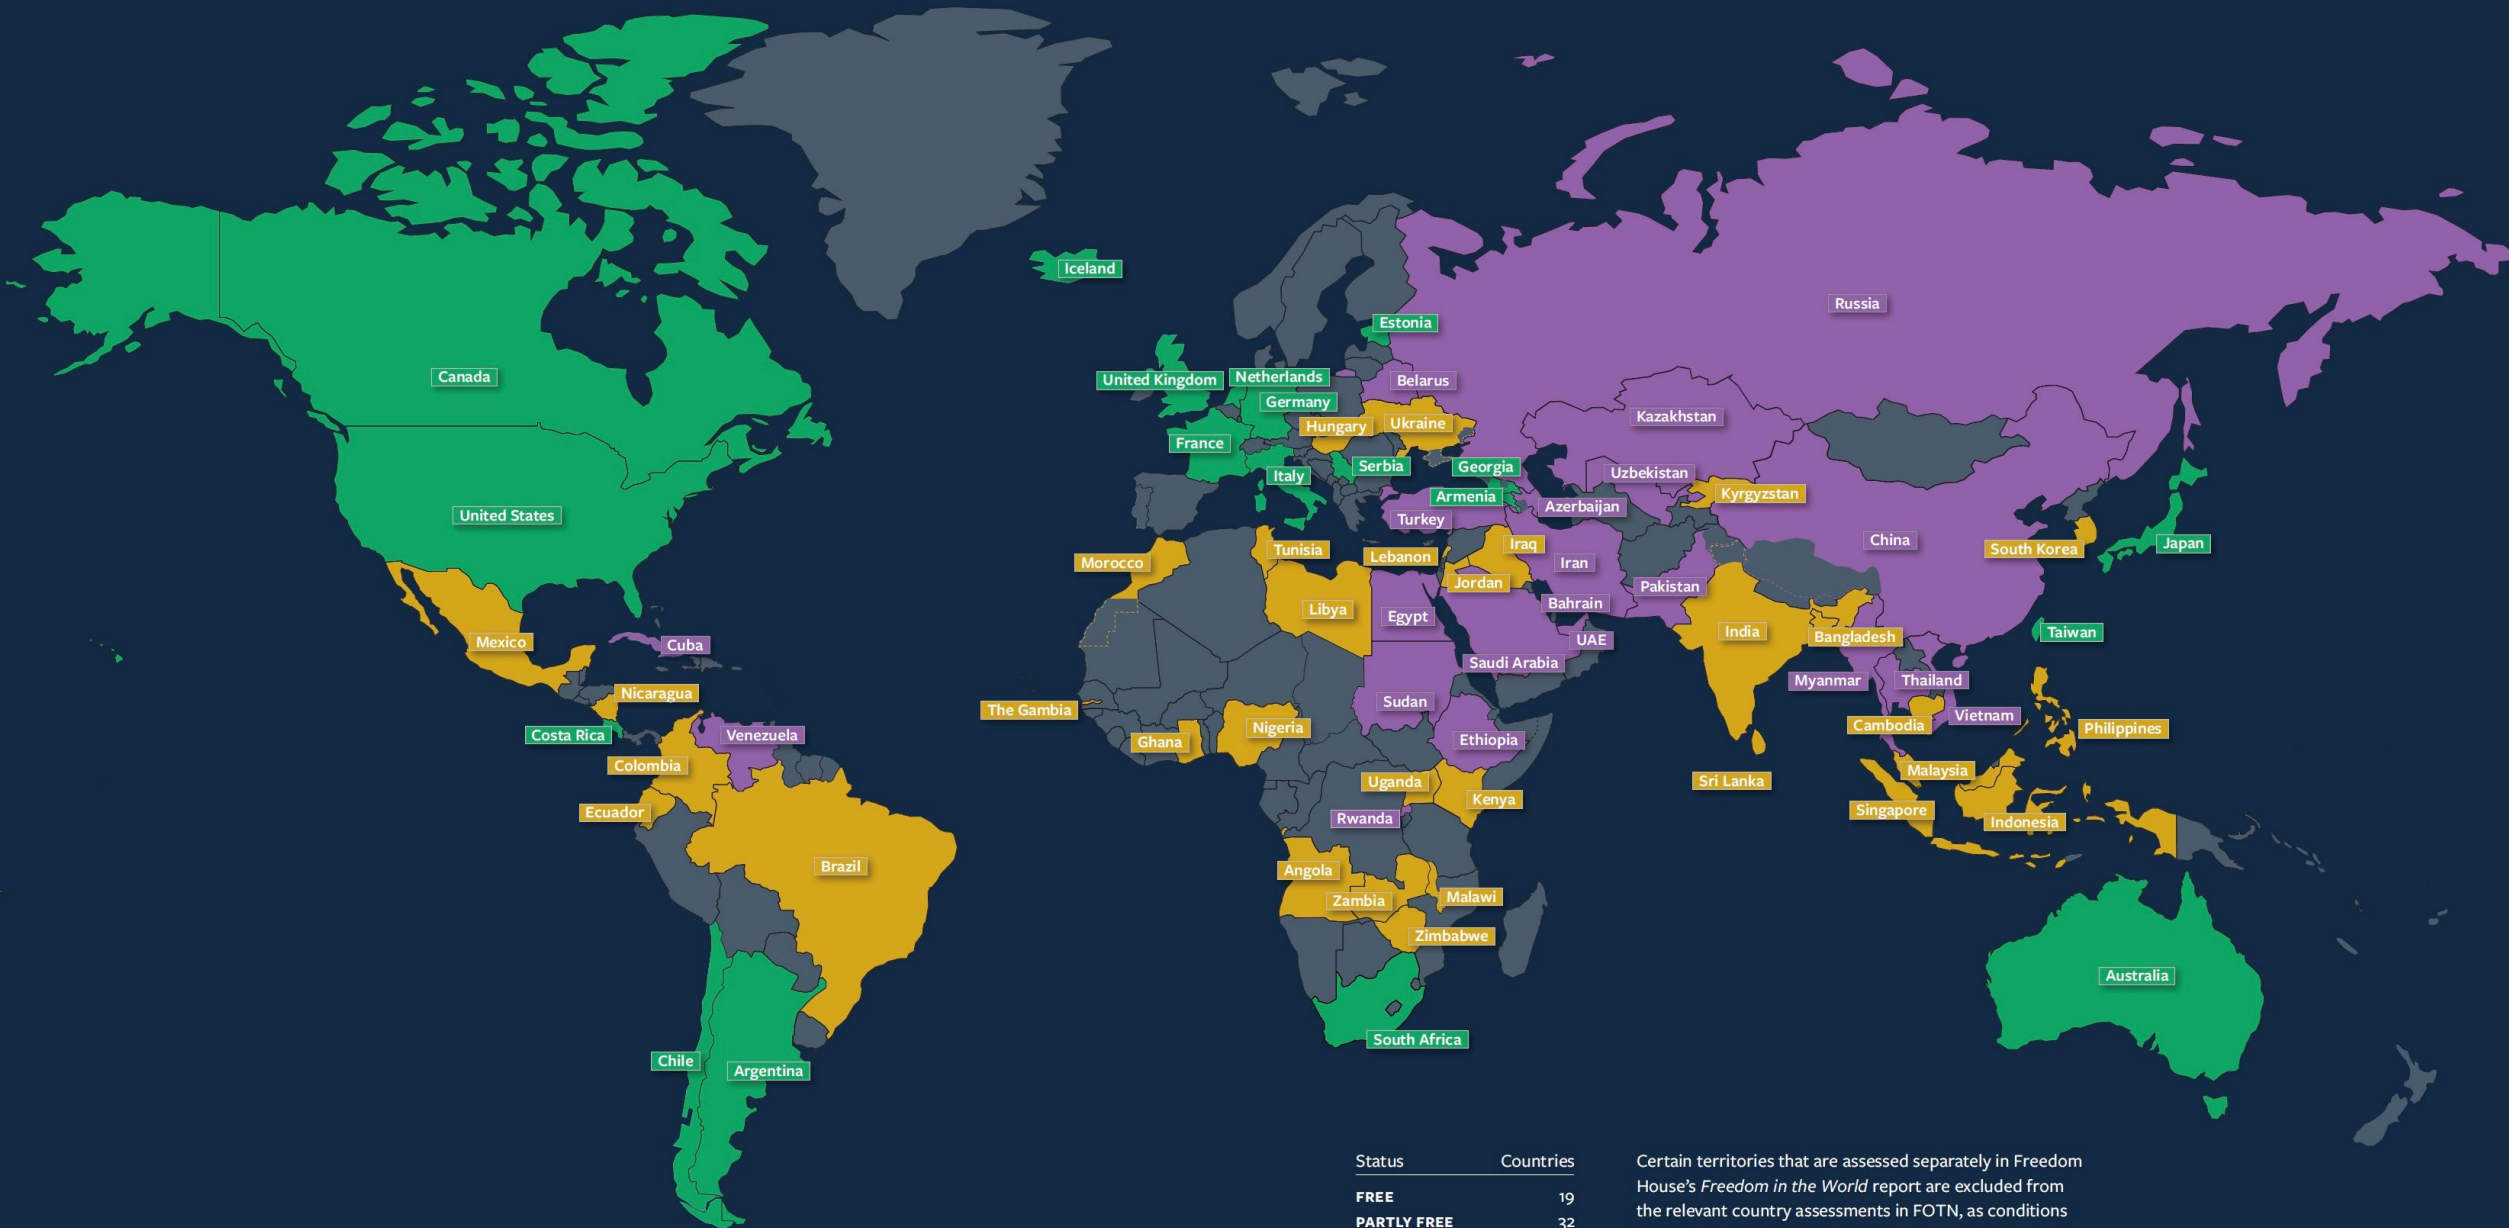 Iceland
Estonia
Russia
Canada
United Kingdom
Netherlands
Belarus
Germany
Kazakhstan
Hungary
Ukraine
France
Italy
Serbia
Georgia
Uzbekistan
Armenia
Kyrgyzstan
United States
Turkey
Azerbaijan
China
Morocco
Tunisia
Lebanon
Iraq
Iran
South Korea
Japan
Jordan
Pakistan
Libya
Egypt
Bahrain
Mexico
Cuba
UAE
India
Bangladesh
Taiwan
Saudi Arabia
Nicaragua
Myanmar
Thailand
The Gambia
Sudan
Costa Rica
Venezuela
Ghana
Nigeria
Ethiopia
Cambodia
Vietnam
Philippines
Colombia
Uganda
Sri Lanka
Malaysia
Ecuador
Rwanda
Kenya
Singapore
Indonesia
Brazil
Angola
Zambia
Malawi
Zimbabwe
Australia
South Africa
Chile
Argentina
Status Countries
FREE 19
PARTLY FREE 32
Certain territories that are assessed separately in Freedom
House’s Freedom in the World report are excluded from
the relevant country assessments in FOTN, as conditions